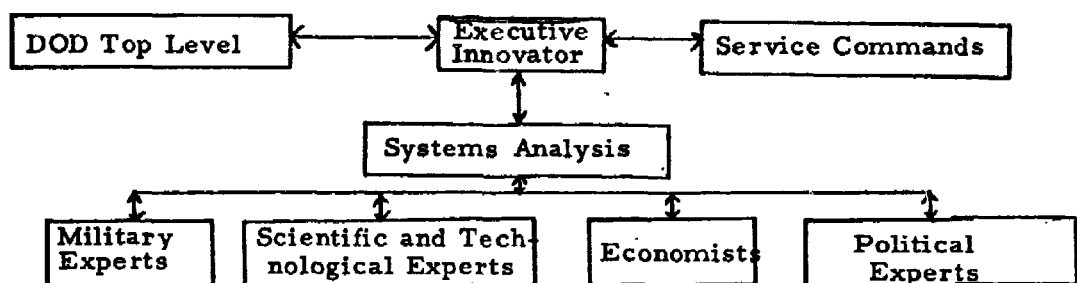 DOD Top Level
Executive
Innovator
Service Commands
Systems Analysis
Military
Experts
Scientific and Tech-
nological Experts
Economists
Political
Experts